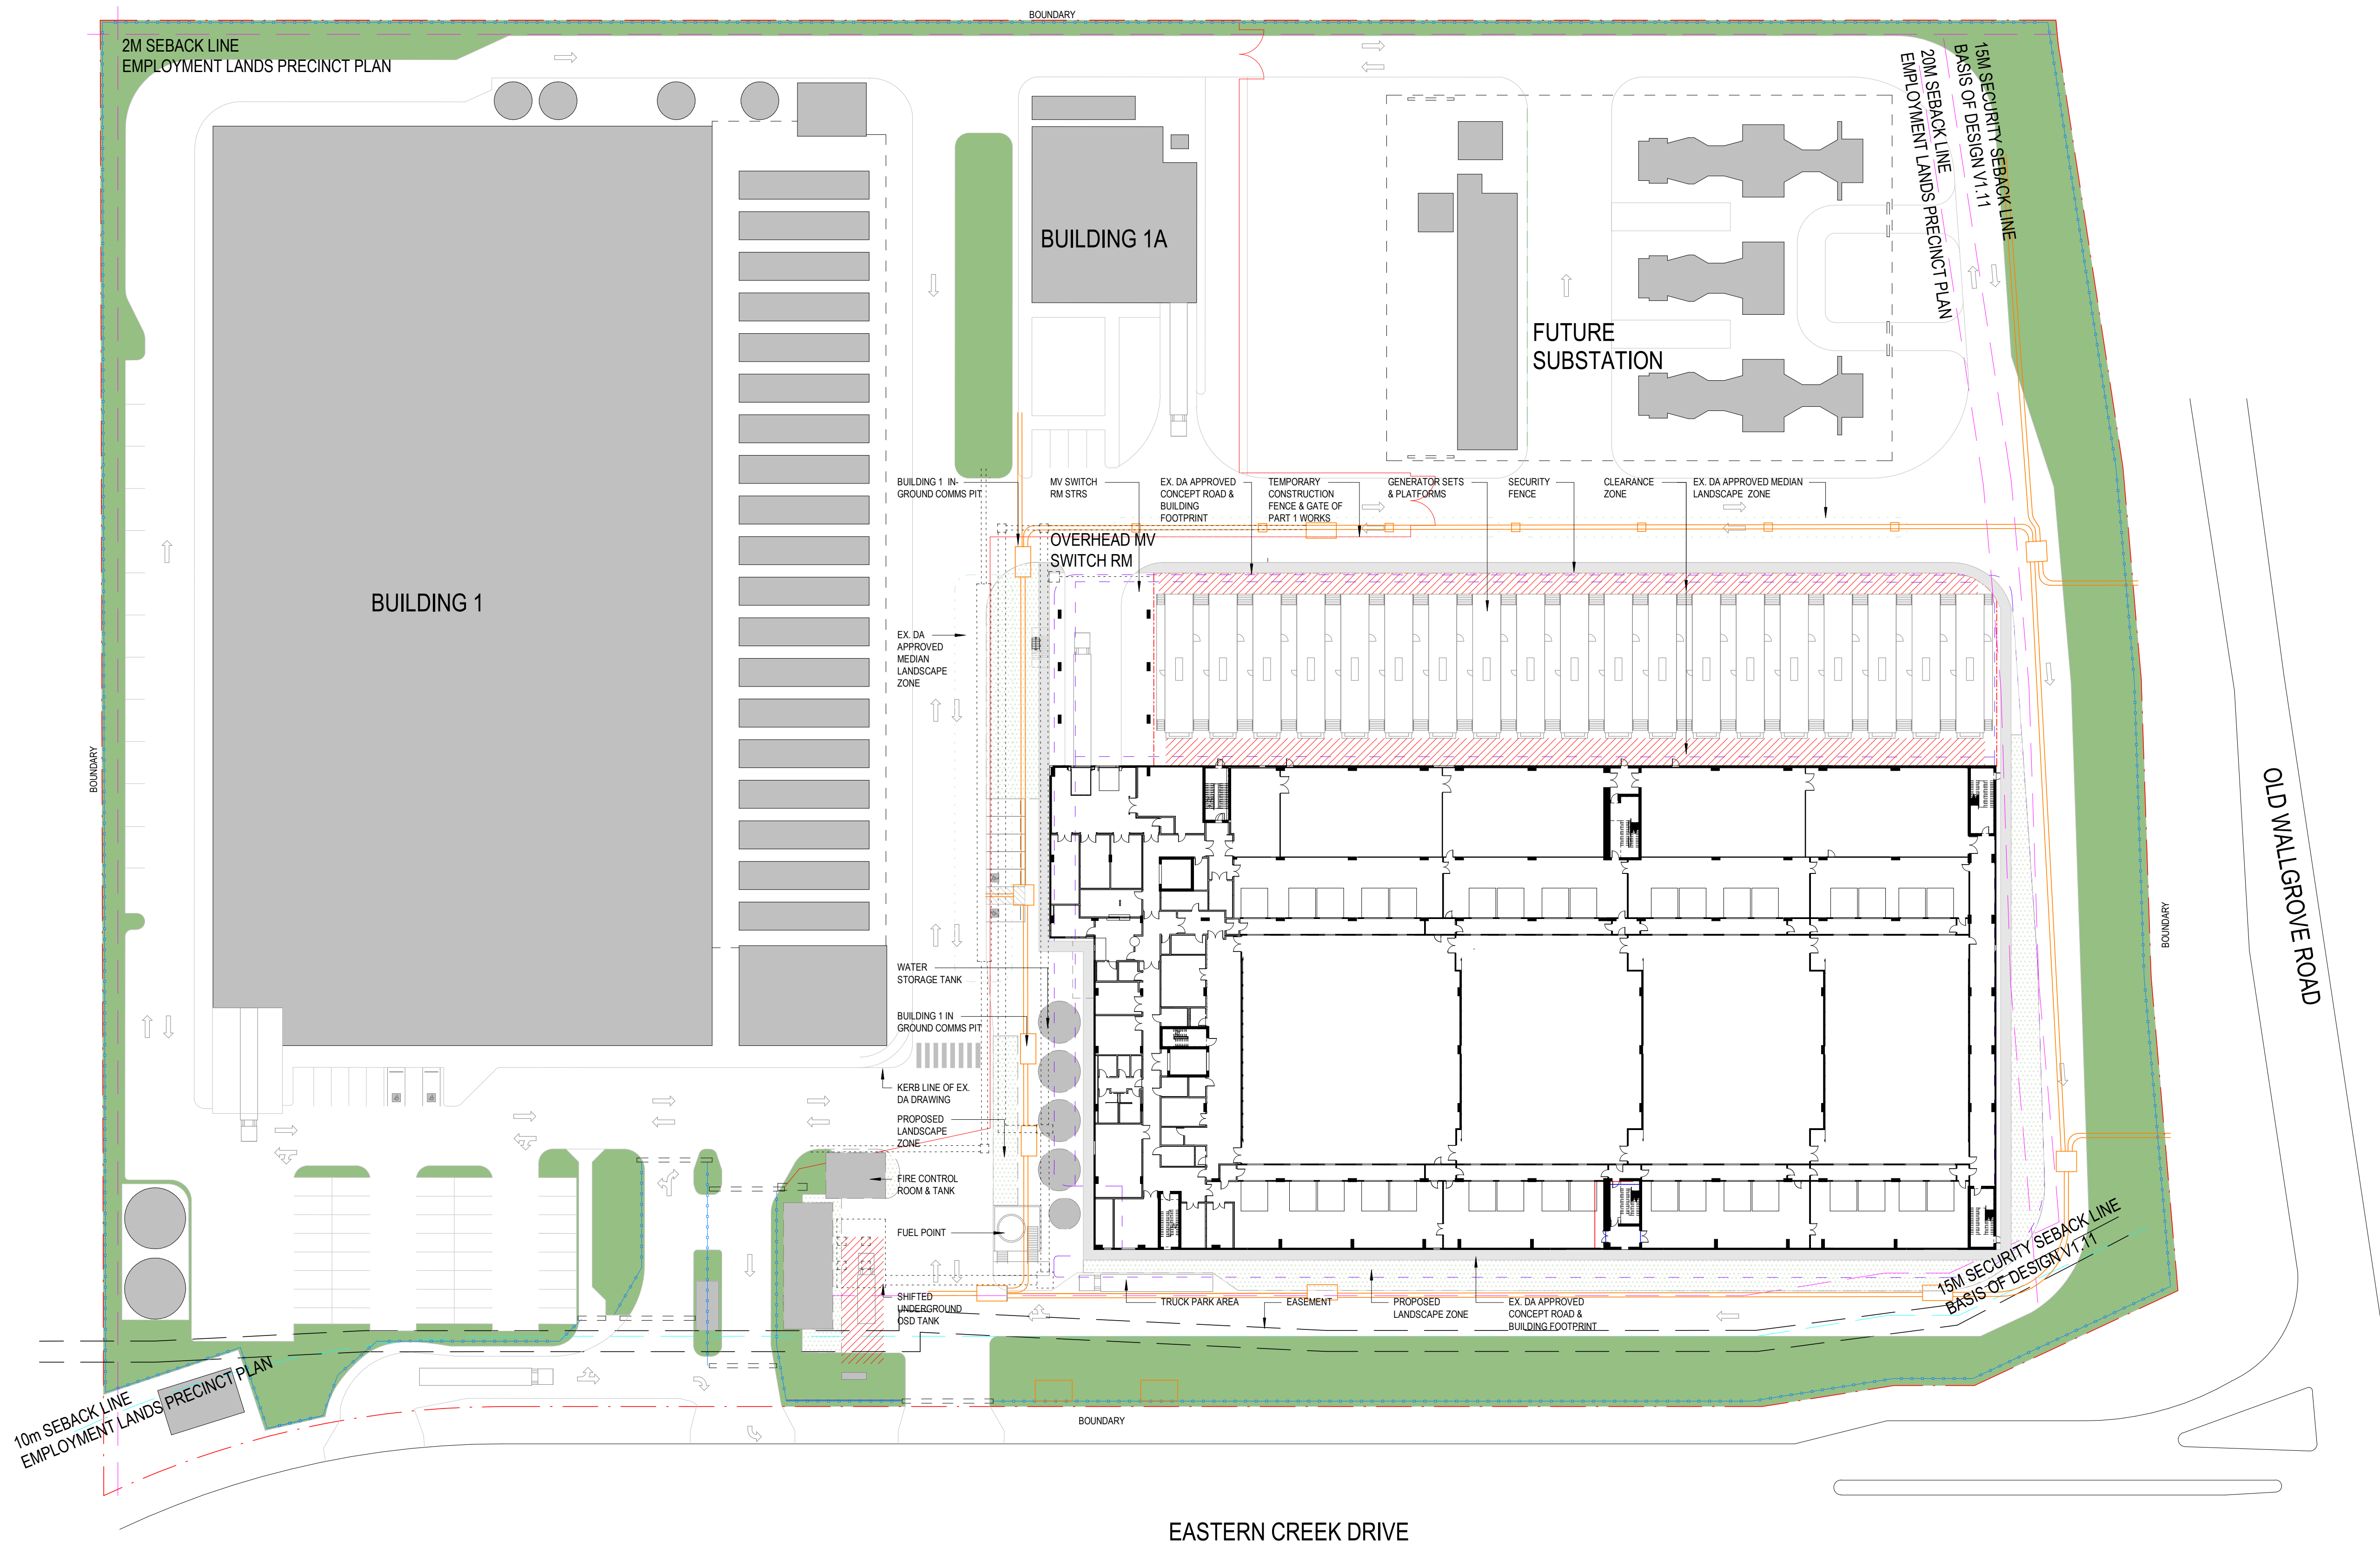 BOUNDARY
2M SEBACK LINE
EMPLOYMENT LANDS PRECINCT PLAN
15M SECURITY SEBACK LINE
BASIS OF DESIGN V1.11
20M SEBACK LINE
EMPLOYMENT LANDS PRECINCT PLAN
BUILDING 1A
FUTURE
SUBSTATION
BUILDING 1 IN-
GROUND COMMS PIT
MV SWITCH
RM STRS
EX. DA APPROVED
CONCEPT ROAD &
BUILDING
FOOTPRINT
TEMPORARY
CONSTRUCTION
FENCE & GATE OF
PART 1 WORKS
GENERATOR SETS
& PLATFORMS
SECURITY
FENCE
CLEARANCE
ZONE
EX. DA APPROVED MEDIAN
LANDSCAPE ZONE
OVERHEAD MV
SWITCH RM
BUILDING 1
EX. DA
APPROVED
MEDIAN
LANDSCAPE
ZONE
BOUNDARY
OLD WALLGROVE ROAD
BOUNDARY
WATER
STORAGE TANK
BUILDING 1 IN
GROUND COMMS PIT
KERB LINE OF EX.
DA DRAWING
PROPOSED
LANDSCAPE
ZONE
FIRE CONTROL
ROOM & TANK
FUEL POINT
SHIFTED
UNDERGROUND
OSD TANK
TRUCK PARK AREA
EASEMENT
PROPOSED
LANDSCAPE ZONE
EX. DA APPROVED
CONCEPT ROAD &
BUILDING FOOTPRINT
15M SECURITY SEBACK LINE
BASIS OF DESIGN V1.11
10m SEBACK LINE
EMPLOYMENT LANDS PRECINCT PLAN
BOUNDARY
EASTERN CREEK DRIVE